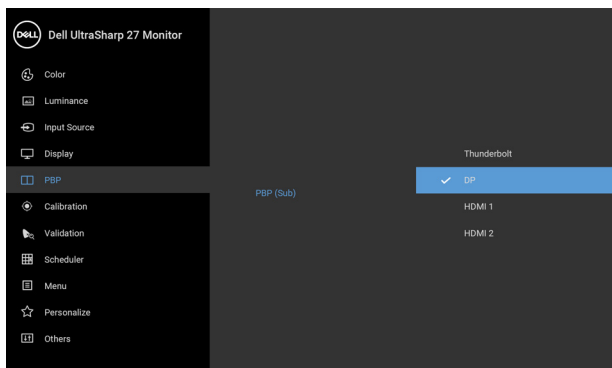 DELL Dell UltraSharp 27 Monitor
Color
Luminance
Input Source
Display
PBP
Calibration
Validation
Scheduler
Menu
Personalize
Others
PBP (Sub)
Thunderbolt
DP
HDMI 1
HDMI 2